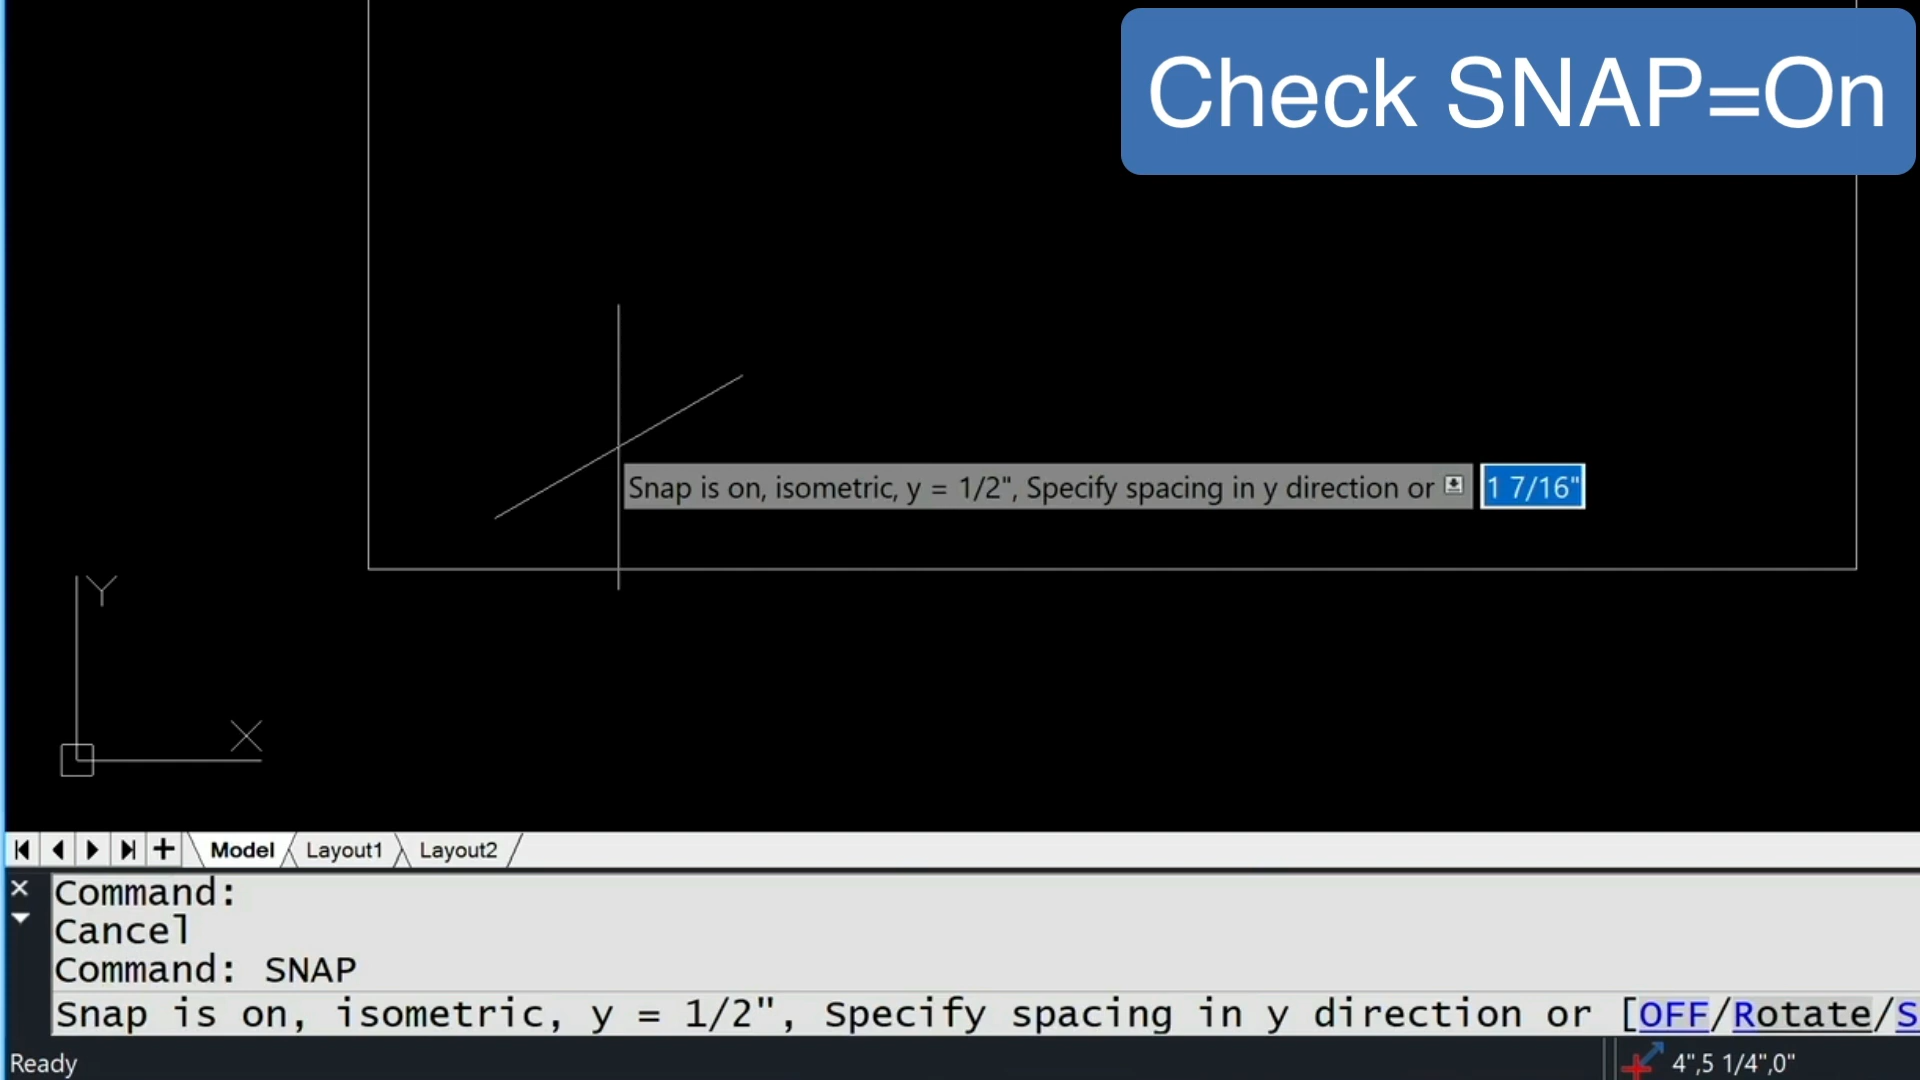 Check SNAP=On
Snap is on, isometric, y = 1/2", Specify spacing in y direction or 1 7/16"
Y
X
Model Layout1 Layout2
Command:
Cancel
Command: SNAP
Snap is on, isometric, y = 1/2", Specify spacing in y direction or [OFF/Rotate/S
Ready 4",5 1/4",0"